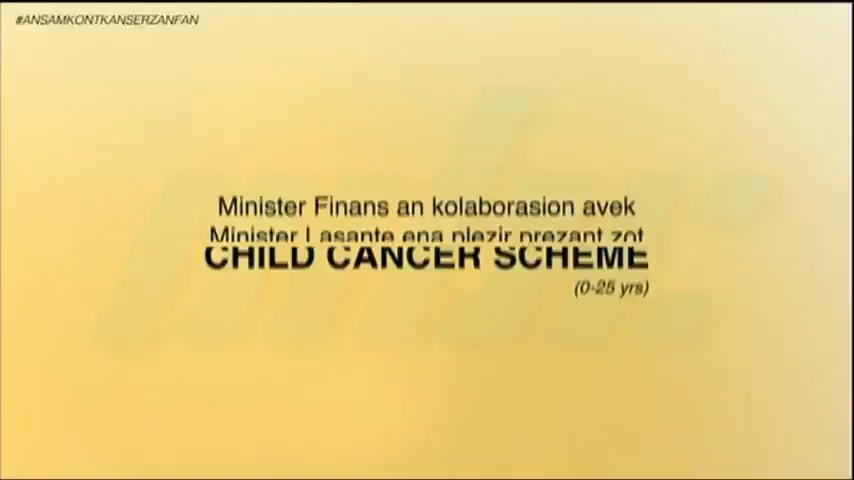 #ANSAMKONTKANSERZANFAN
Minister Finans an kolaborasion avek
Minister Lasante ena plezir prezant zot
CHILD CANCER SCHEME
(0-25 yrs)